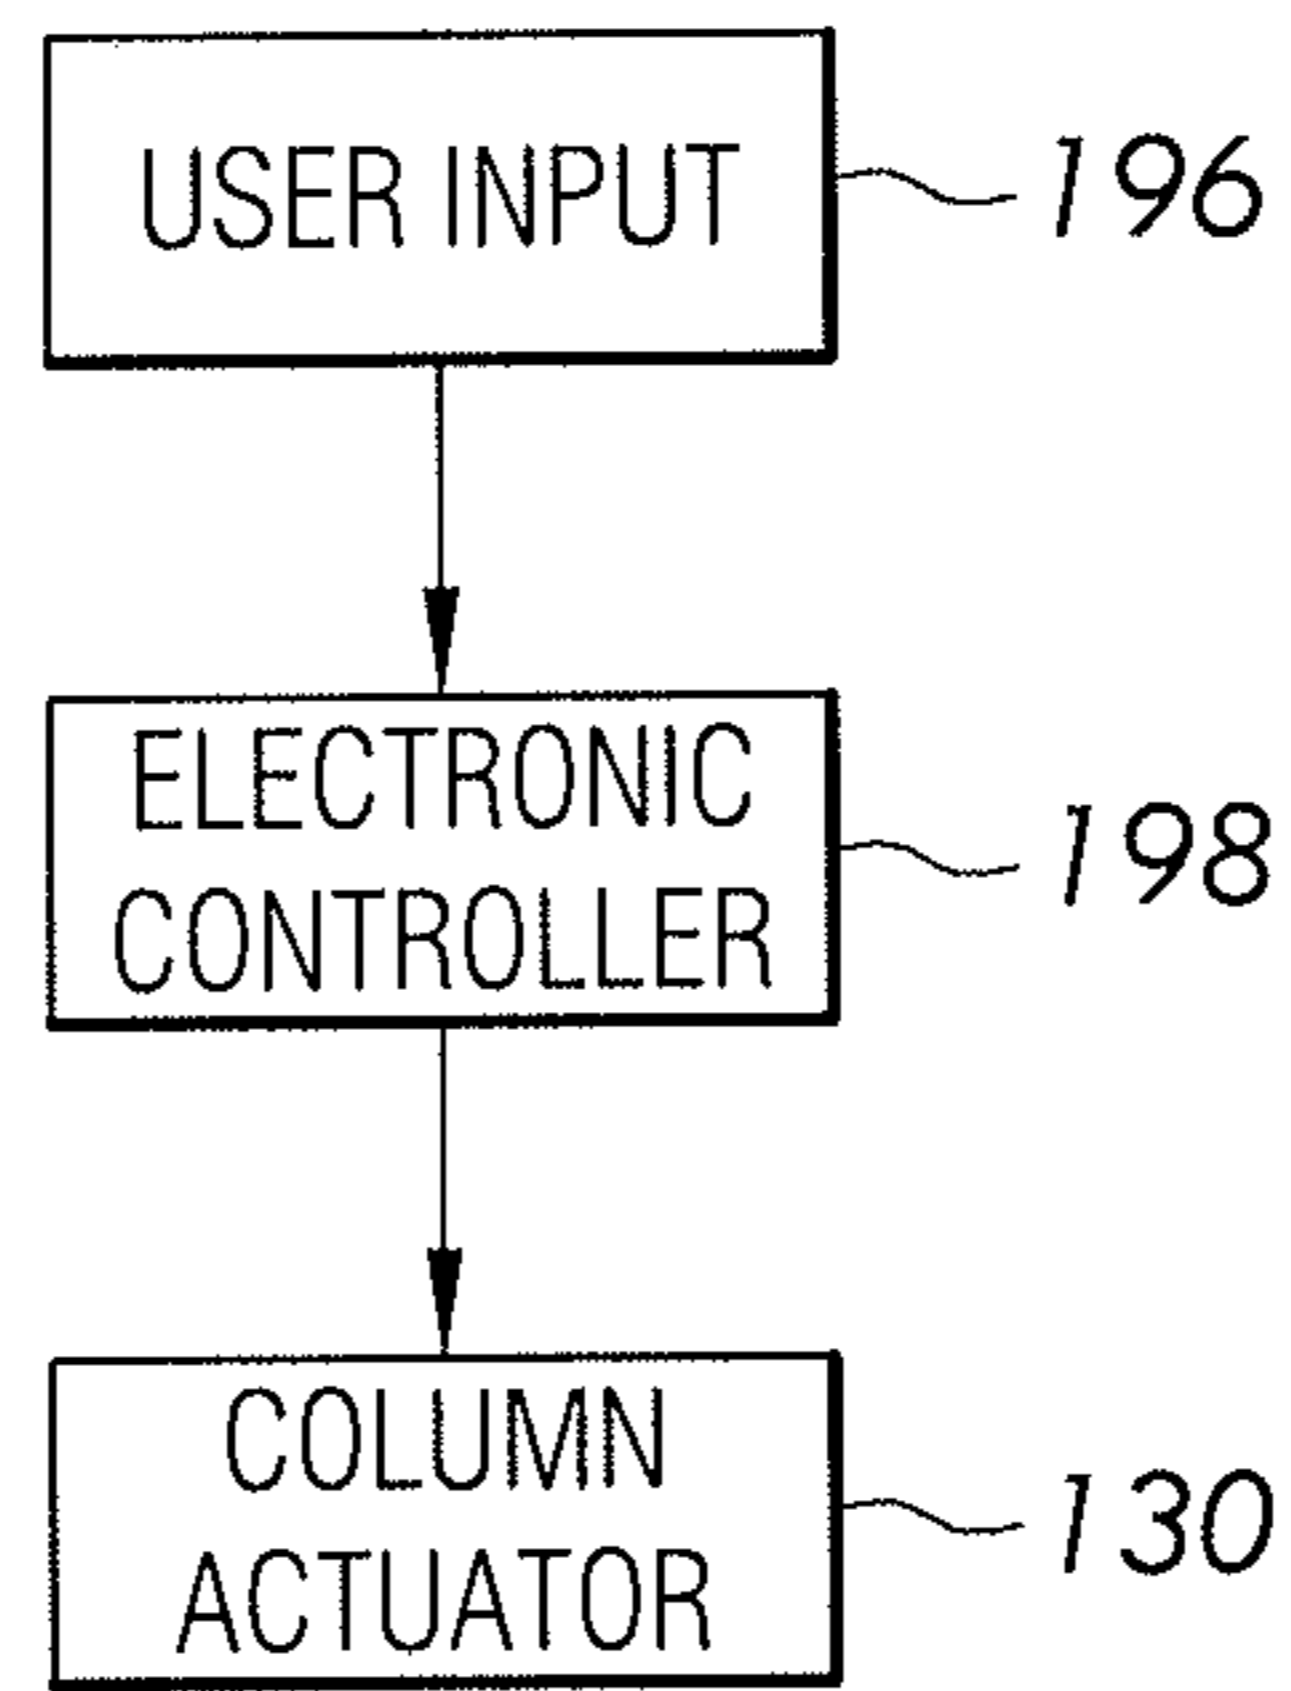 USER INPUT
196
ELECTRONIC
CONTROLLER
198
COLUMN
ACTUATOR
130